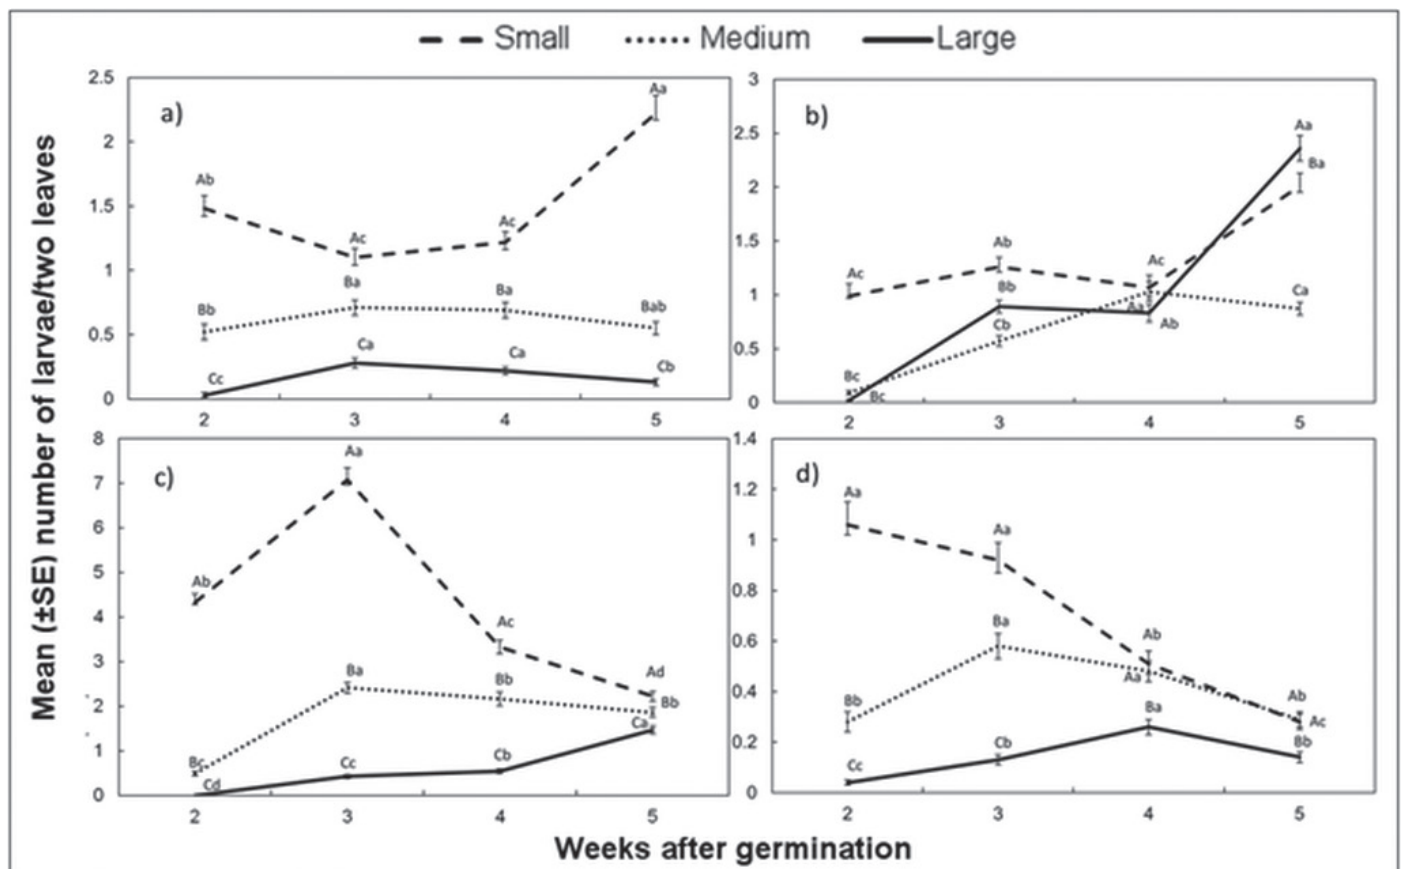 Small Medium Large
Mean (±SE) number of larvae/two leaves
a)
2.5
2
1.5
1
0.5
0
Ab Ac Ac Aa
Bb Ba Ba Bab
Cc Ca Ca Cb
2 3 4 5
b)
3
2.5
2
1.5
1
0.5
0
Ac Ab Ac Aa
Ba
Bb Aa Ab Ca
Bc Cb
Bc
2 3 4 5
c)
8
7
6
5
4
3
2
1
0
Ab Aa Ac Ad
Bc Ba Bb Bb
Cd Cc Cb Ca
2 3 4 5
d)
1.4
1.2
1
0.8
0.6
0.4
0.2
0
Aa Aa Ab Ab
Bb Ba Aa Ac
Cc Cb Ba Bb
2 3 4 5
Weeks after germination